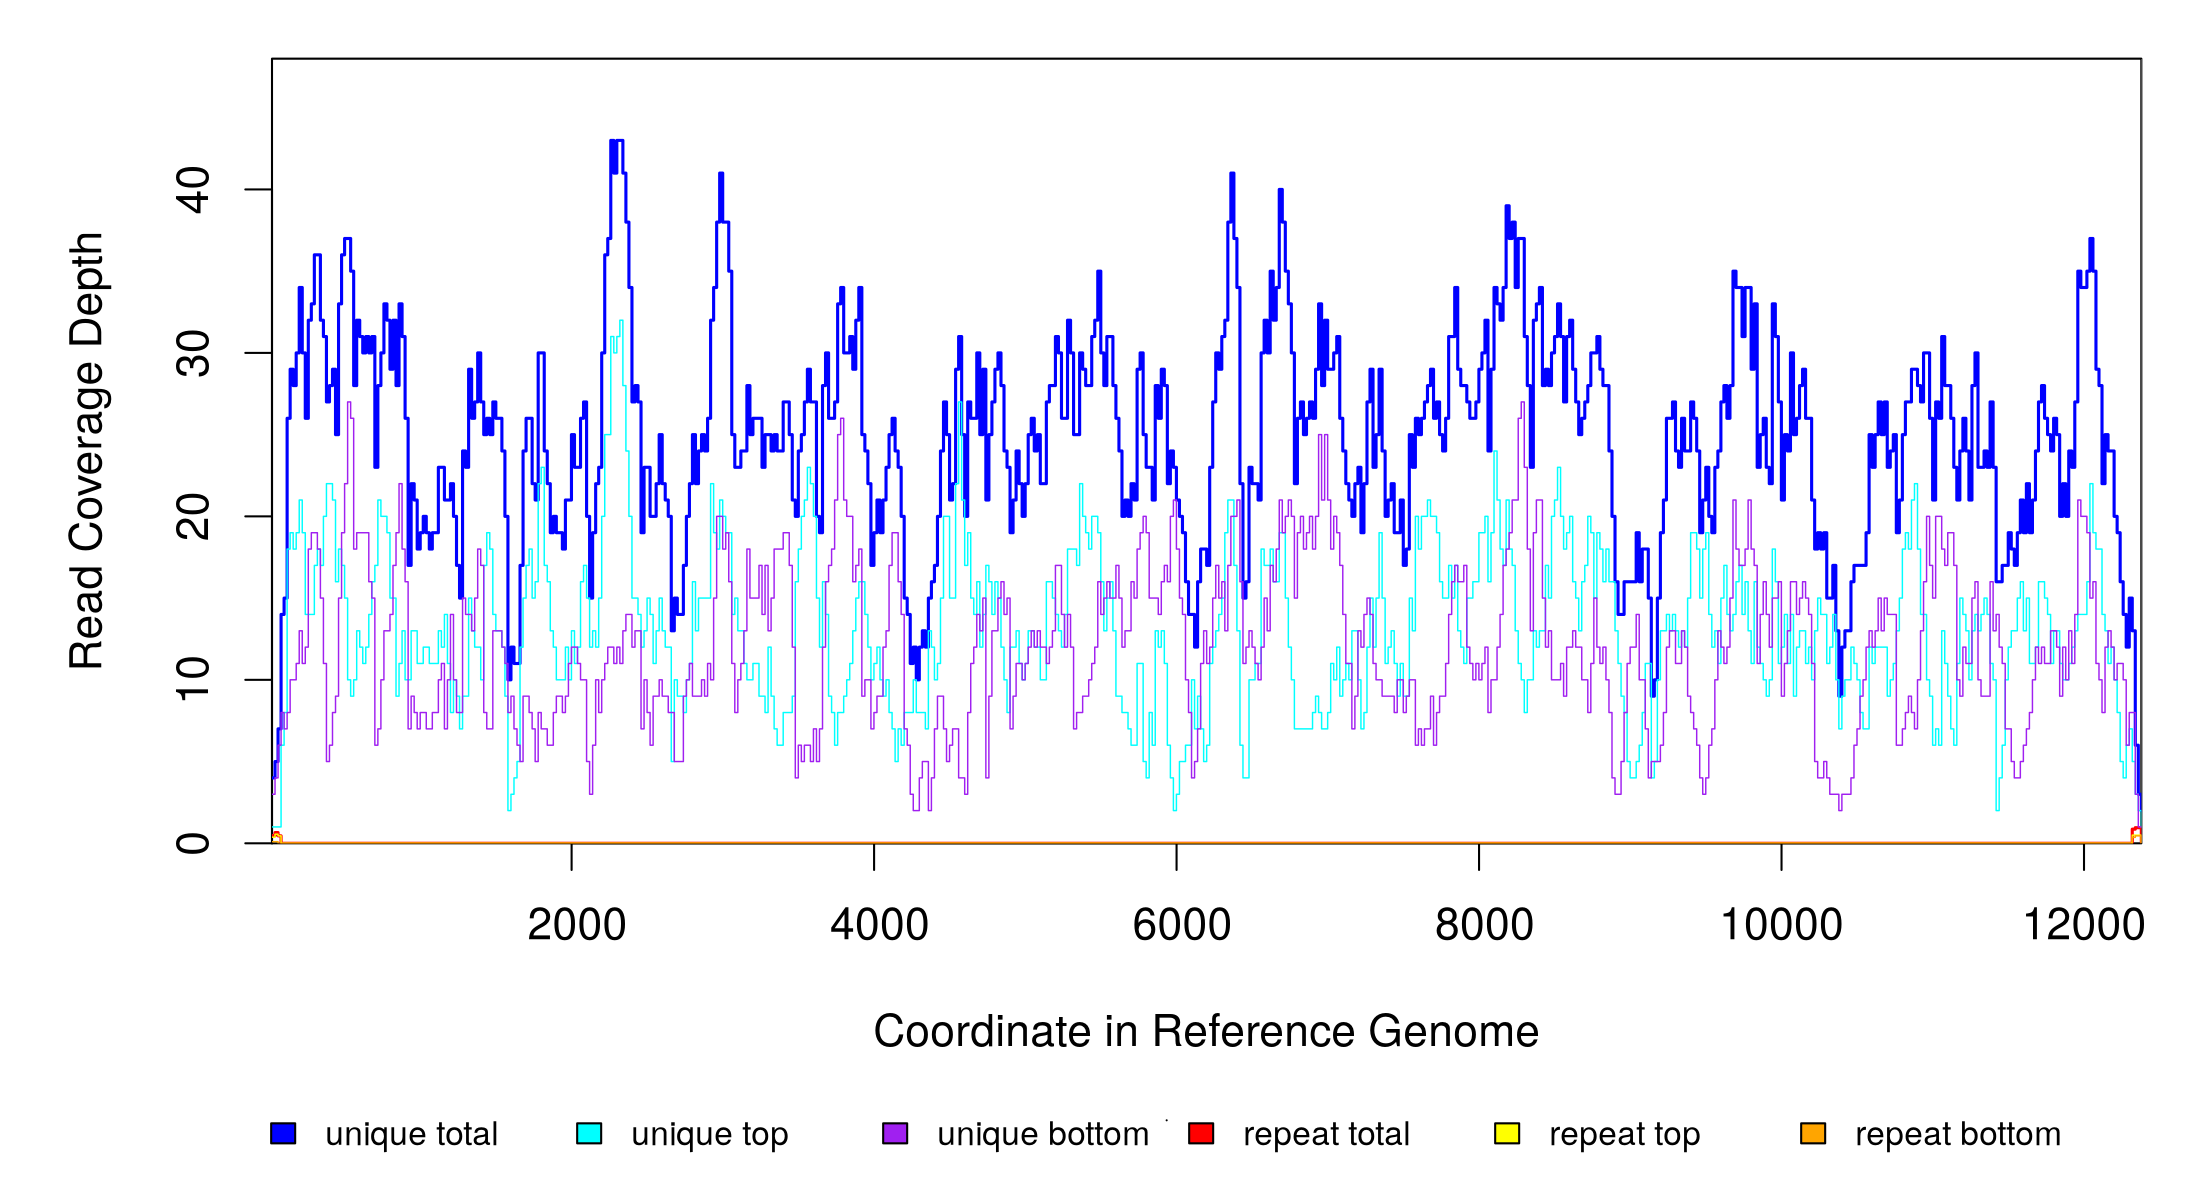 Read Coverage Depth
40
30
20
10
0
2000 4000 6000 8000 10000 12000
Coordinate in Reference Genome
unique total unique top unique bottom repeat total repeat top repeat bottom